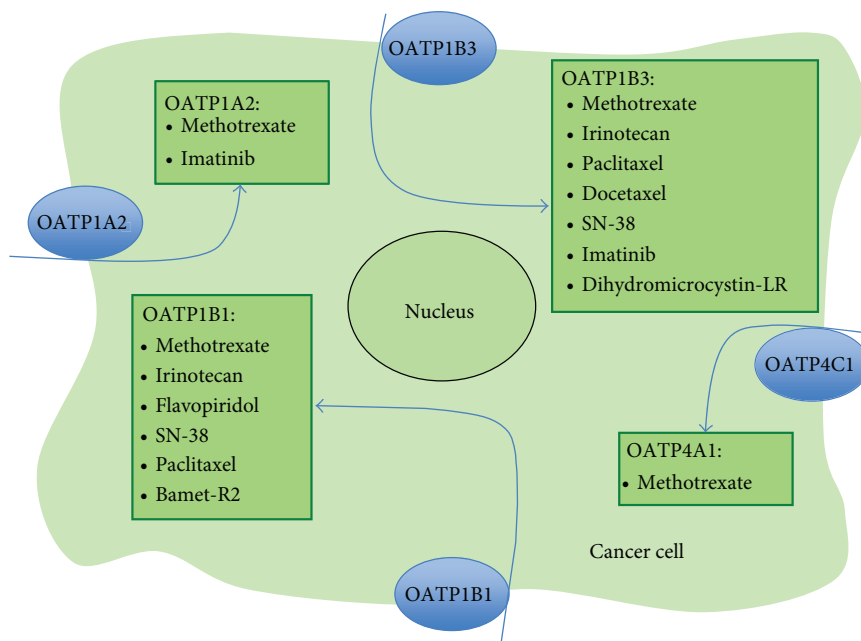 OATP1B3
OATP1A2:
• Methotrexate
• Imatinib
OATP1B3:
• Methotrexate
• Irinotecan
• Paclitaxel
• Docetaxel
• SN-38
• Imatinib
• Dihydromicrocystin-LR
OATP1A2
Nucleus
OATP1B1:
• Methotrexate
• Irinotecan
• Flavopiridol
• SN-38
• Paclitaxel
• Bamet-R2
OATP4C1
OATP4A1:
• Methotrexate
Cancer cell
OATP1B1